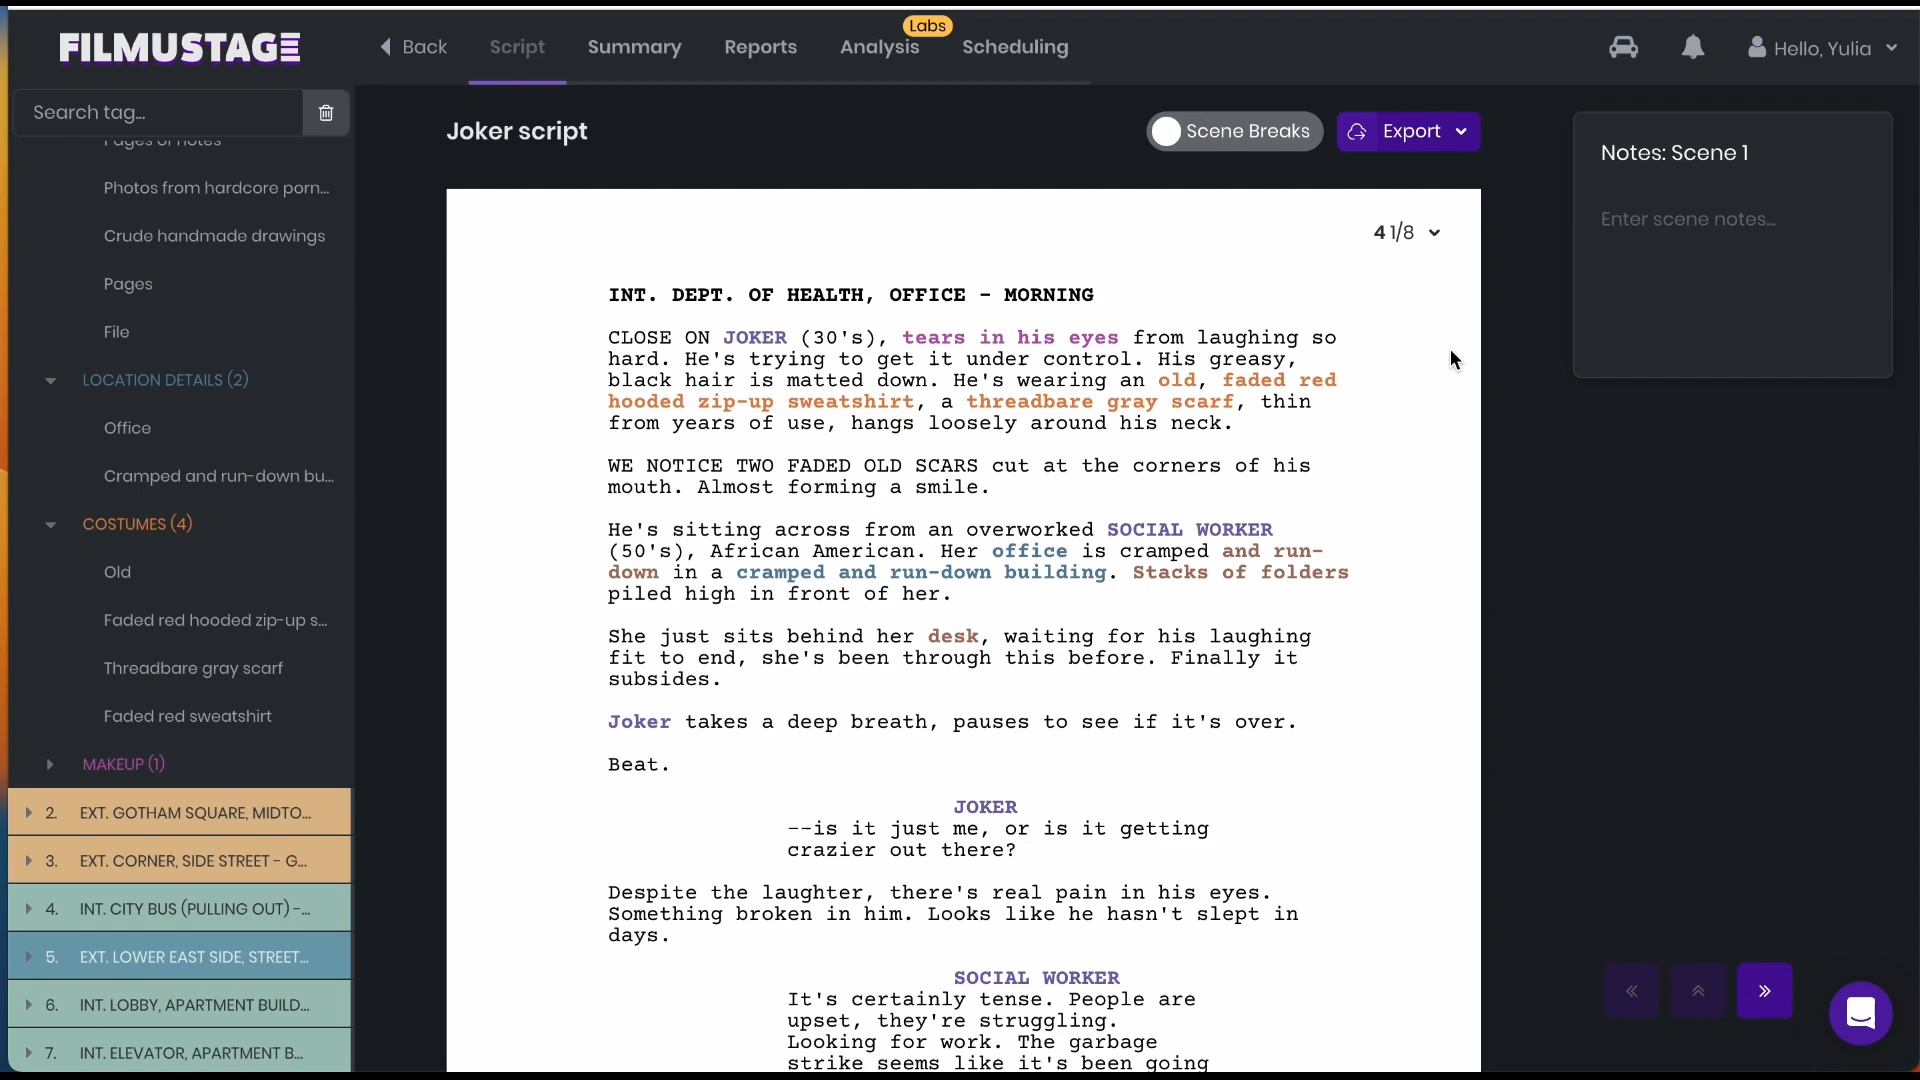 FILMUSTAGE
Back
Script
Summary
Reports
Analysis
Labs
Scheduling
Hello, Yulia
Search tag...
Pages of notes
Photos from hardcore porn...
Crude handmade drawings
Pages
File
LOCATION DETAILS (2)
Office
Cramped and run-down bu...
COSTUMES (4)
Old
Faded red hooded zip-up s...
Threadbare gray scarf
Faded red sweatshirt
MAKEUP (1)
2. EXT. GOTHAM SQUARE, MIDTO...
3. EXT. CORNER, SIDE STREET - G...
4. INT. CITY BUS (PULLING OUT) -...
5. EXT. LOWER EAST SIDE, STREET...
6. INT. LOBBY, APARTMENT BUILD...
7. INT. ELEVATOR, APARTMENT B...
Joker script
Scene Breaks
Export
4 1/8
INT. DEPT. OF HEALTH, OFFICE - MORNING
CLOSE ON JOKER (30's), tears in his eyes from laughing so
hard. He's trying to get it under control. His greasy,
black hair is matted down. He's wearing an old, faded red
hooded zip-up sweatshirt, a threadbare gray scarf, thin
from years of use, hangs loosely around his neck.
WE NOTICE TWO FADED OLD SCARS cut at the corners of his
mouth. Almost forming a smile.
He's sitting across from an overworked SOCIAL WORKER
(50's), African American. Her office is cramped and run-
down in a cramped and run-down building. Stacks of folders
piled high in front of her.
She just sits behind her desk, waiting for his laughing
fit to end, she's been through this before. Finally it
subsides.
Joker takes a deep breath, pauses to see if it's over.
Beat.
JOKER
--is it just me, or is it getting
crazier out there?
Despite the laughter, there's real pain in his eyes.
Something broken in him. Looks like he hasn't slept in
days.
SOCIAL WORKER
It's certainly tense. People are
upset, they're struggling.
Looking for work. The garbage
strike seems like it's been going
Notes: Scene 1
Enter scene notes...